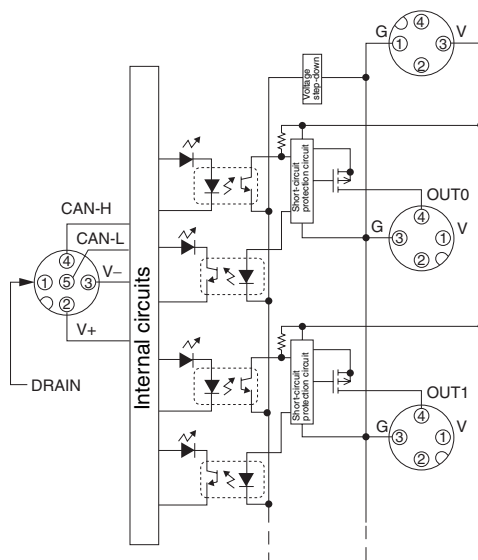 G
V
4
1
3
2
Voltage
step-down
Short-circuit
protection circuit
OUT0
4
G
V
3
1
2
CAN-H
CAN-L
4
1
5
3
V–
2
V+
DRAIN
Internal circuits
Short-circuit
protection circuit
OUT1
4
G
V
3
1
2